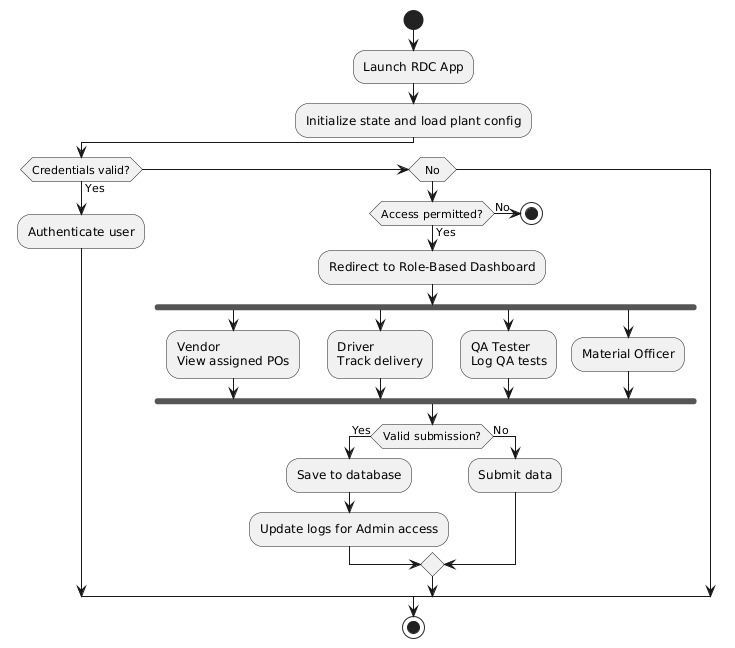 Launch RDC App
Initialize state and load plant config
Credentials valid?
No
Yes
Access permitted?
No
Authenticate user
Yes
Redirect to Role-Based Dashboard
Vendor
View assigned POs
Driver
Track delivery
QA Tester
Log QA tests
Material Officer
Yes
Valid submission?
No
Save to database
Submit data
Update logs for Admin access